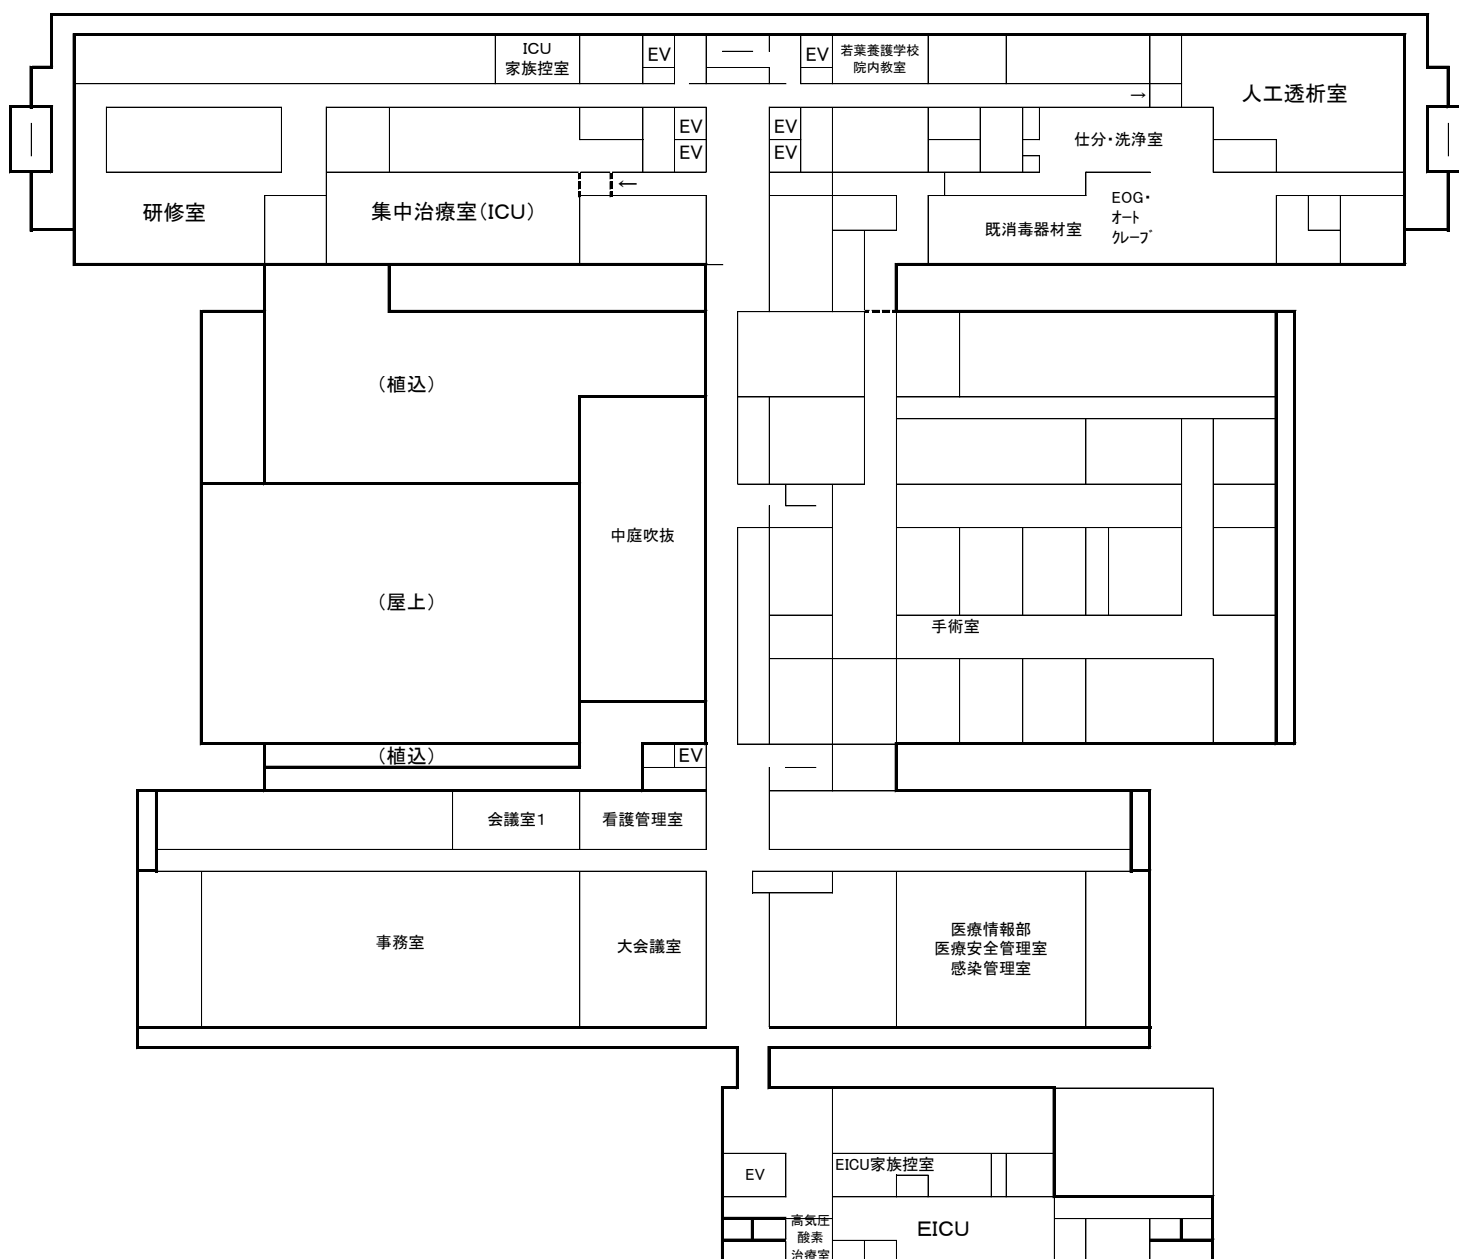 ICU
家族控室
EV
EV
若葉養護学校
院内教室
→
人工透析室
EV
EV
EV
EV
仕分・洗浄室
←
研修室
集中治療室(ICU)
既消毒器材室
EOG・
オート
クレーブ
(植込)
中庭吹抜
(屋上)
手術室
(植込)
EV
会議室1
看護管理室
事務室
大会議室
医療情報部
医療安全管理室
感染管理室
EV
EICU家族控室
高気圧
酸素
治療室
EICU